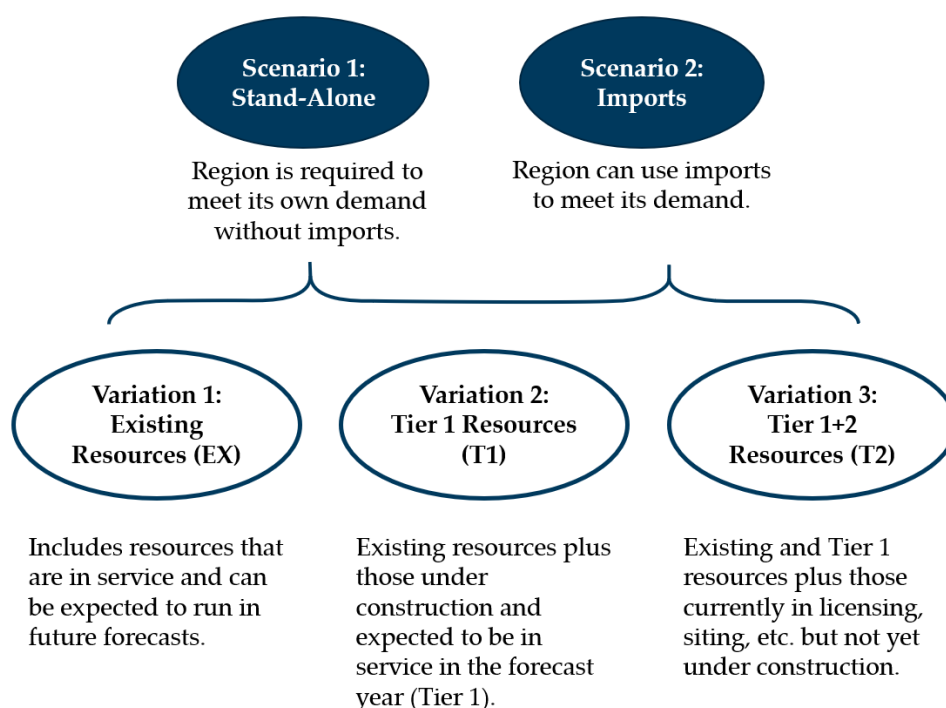 Scenario 1:
Stand-Alone
Scenario 2:
Imports
Region is required to
meet its own demand
without imports.
Region can use imports
to meet its demand.
Variation 1:
Existing
Resources (EX)
Variation 2:
Tier 1 Resources
(T1)
Variation 3:
Tier 1+2
Resources (T2)
Includes resources that
are in service and can
be expected to run in
future forecasts.
Existing resources plus
those under
construction and
expected to be in
service in the forecast
year (Tier 1).
Existing and Tier 1
resources plus those
currently in licensing,
siting, etc. but not yet
under construction.